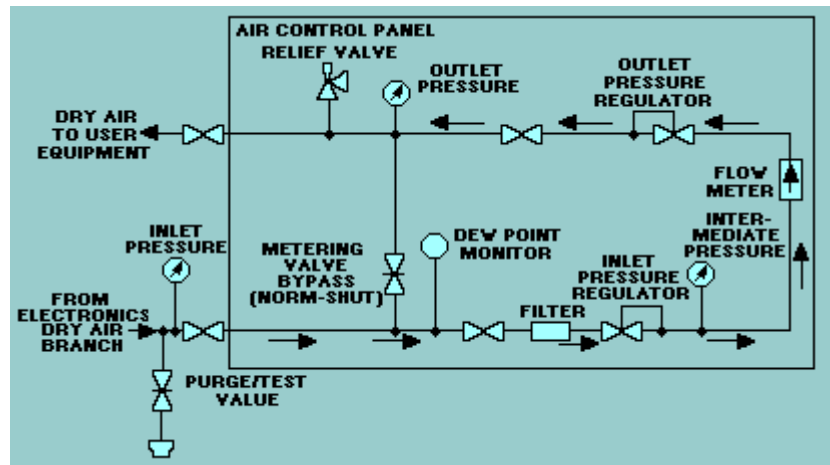 AIR CONTROL PANEL
RELIEF VALVE
OUTLET
PRESSURE
OUTLET
PRESSURE
REGULATOR
DRY AIR
TO USER
EQUIPMENT
FLOW
METER
INLET
PRESSURE
METERING
VALVE
BYPASS
(NORM-SHUT)
DEW POINT
MONITOR
INTER-
MEDIATE
PRESSURE
INLET
PRESSURE
REGULATOR
FILTER
FROM
ELECTRONICS
DRY AIR
BRANCH
PURGE/TEST
VALUE